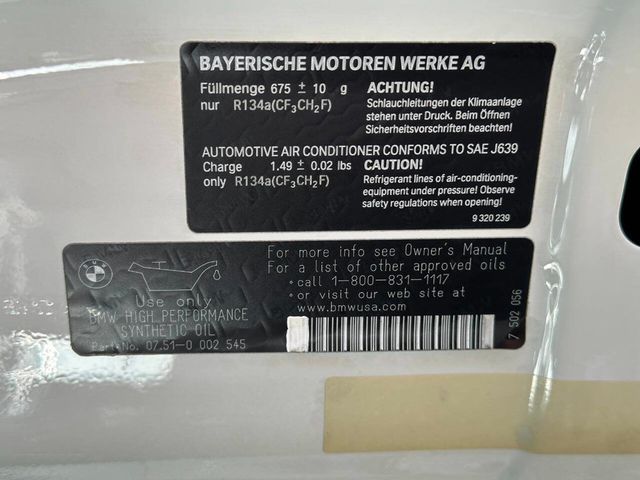 BAYERISCHE MOTOREN WERKE AG
Füllmenge 675 ± 10 g
nur R134a(CF₃CH₂F)
ACHTUNG!
Schlauchleitungen der Klimaanlage
stehen unter Druck. Beim Öffnen
Sicherheitsvorschriften beachten!
AUTOMOTIVE AIR CONDITIONER CONFORMS TO SAE J639
Charge 1.49 ± 0.02 lbs
only R134a(CF₃CH₂F)
CAUTION!
Refrigerant lines of air-conditioning-
equipment under pressure! Observe
safety regulations when opening!
9 320 239
BMW
Use only
BMW HIGH PERFORMANCE
SYNTHETIC OIL
Part No. 07.51-0 002 545
For more info see Owner's Manual
For a list of other approved oils
• call 1-800-831-1117
• or visit our web site at
www.bmwusa.com
7 502 056